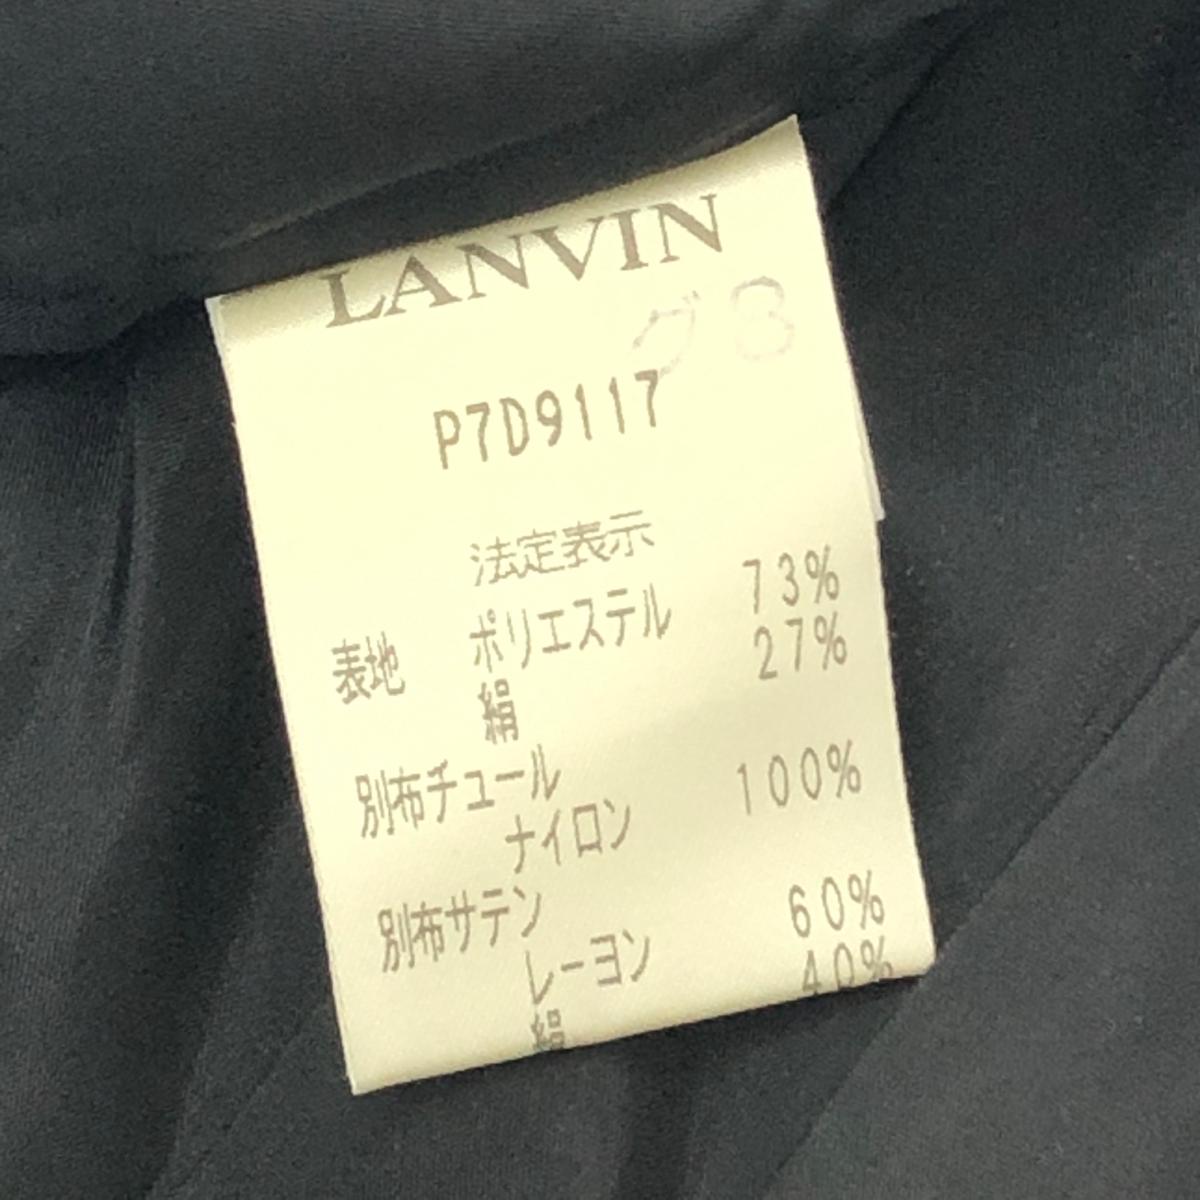 LANVIN
グ8
P7D9117
法定表示
表地 ポリエステル 73%
絹 27%
別布チュール
ナイロン 100%
別布サテン
レーヨン 60%
絹 40%